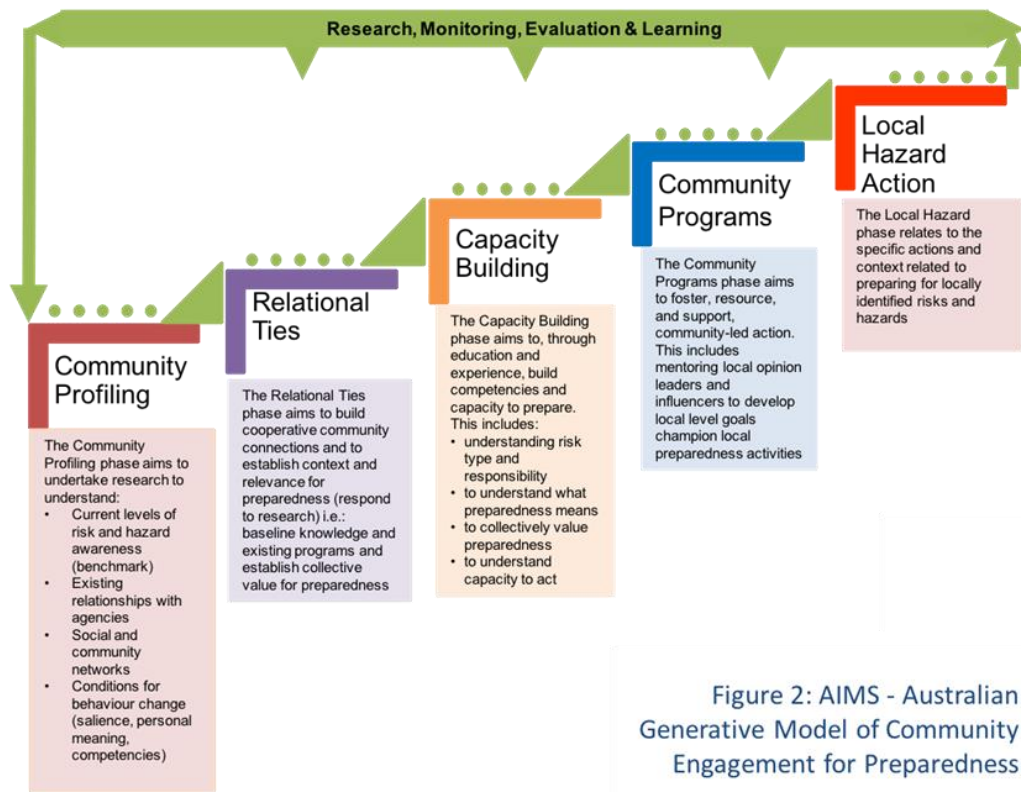 Research, Monitoring, Evaluation & Learning
Community
Profiling
The Community
Profiling phase aims to
undertake research to
understand:
• Current levels of
risk and hazard
awareness
(benchmark)
• Existing
relationships with
agencies
• Social and
community
networks
• Conditions for
behaviour change
(salience, personal
meaning,
competencies)
Relational
Ties
The Relational Ties
phase aims to build
cooperative community
connections and to
establish context and
relevance for
preparedness (respond
to research) i.e.:
baseline knowledge and
existing programs and
establish collective
value for preparedness
Capacity
Building
The Capacity Building
phase aims to, through
education and
experience, build
competencies and
capacity to prepare.
This includes:
• understanding risk
type and
responsibility
• to understand what
preparedness means
• to collectively value
preparedness
• to understand
capacity to act
Community
Programs
The Community
Programs phase aims
to foster, resource,
and support,
community-led action.
This includes
mentoring local opinion
leaders and
influencers to develop
local level goals
champion local
preparedness activities
Local
Hazard
Action
The Local Hazard
phase relates to the
specific actions and
context related to
preparing for locally
identified risks and
hazards
Figure 2: AIMS - Australian
Generative Model of Community
Engagement for Preparedness